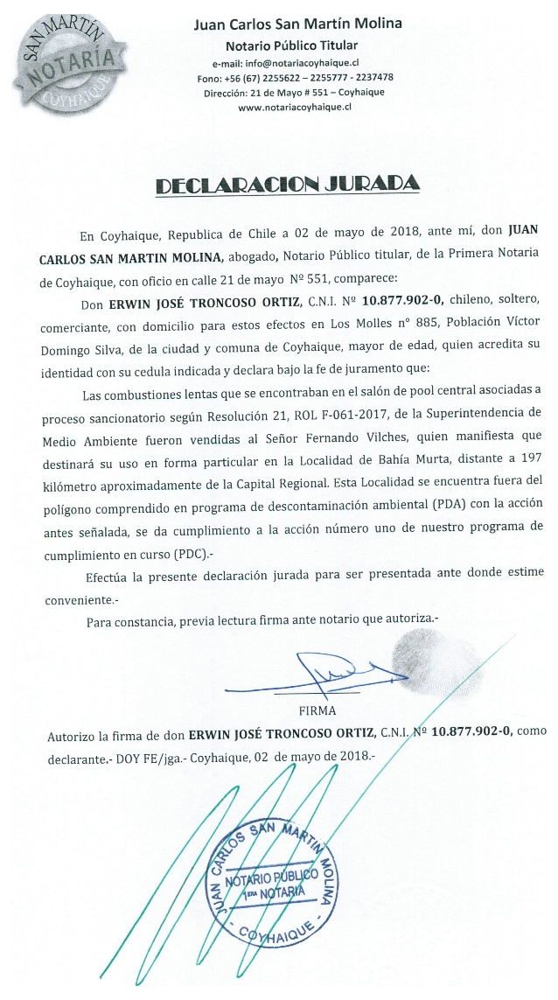 SAN MARTÍN
NOTARÍA
COYHAIQUE
Juan Carlos San Martín Molina
Notario Público Titular
e-mail: info@notariacoyhaique.cl
Fono: +56 (67) 2255622 – 2255777 - 2237478
Dirección: 21 de Mayo # 551 – Coyhaique
www.notariacoyhaique.cl
DECLARACION JURADA
En Coyhaique, Republica de Chile a 02 de mayo de 2018, ante mí, don JUAN
CARLOS SAN MARTIN MOLINA, abogado, Notario Público titular, de la Primera Notaria
de Coyhaique, con oficio en calle 21 de mayo Nº 551, comparece:
Don ERWIN JOSÉ TRONCOSO ORTIZ, C.N.I. Nº 10.877.902-0, chileno, soltero,
comerciante, con domicilio para estos efectos en Los Molles n° 885, Población Víctor
Domingo Silva, de la ciudad y comuna de Coyhaique, mayor de edad, quien acredita su
identidad con su cedula indicada y declara bajo la fe de juramento que:
Las combustiones lentas que se encontraban en el salón de pool central asociadas a
proceso sancionatorio según Resolución 21, ROL F-061-2017, de la Superintendencia de
Medio Ambiente fueron vendidas al Señor Fernando Vilches, quien manifiesta que
destinará su uso en forma particular en la Localidad de Bahía Murta, distante a 197
kilómetro aproximadamente de la Capital Regional. Esta Localidad se encuentra fuera del
polígono comprendido en programa de descontaminación ambiental (PDA) con la acción
antes señalada, se da cumplimiento a la acción número uno de nuestro programa de
cumplimiento en curso (PDC).-
Efectúa la presente declaración jurada para ser presentada ante donde estime
conveniente.-
Para constancia, previa lectura firma ante notario que autoriza.-
FIRMA
Autorizo la firma de don ERWIN JOSÉ TRONCOSO ORTIZ, C.N.I. Nº 10.877.902-0, como
declarante.- DOY FE/jga.- Coyhaique, 02 de mayo de 2018.-
JUAN CARLOS SAN MARTIN MOLINA
NOTARIO PÚBLICO
1ERA NOTARIA
- COYHAIQUE -